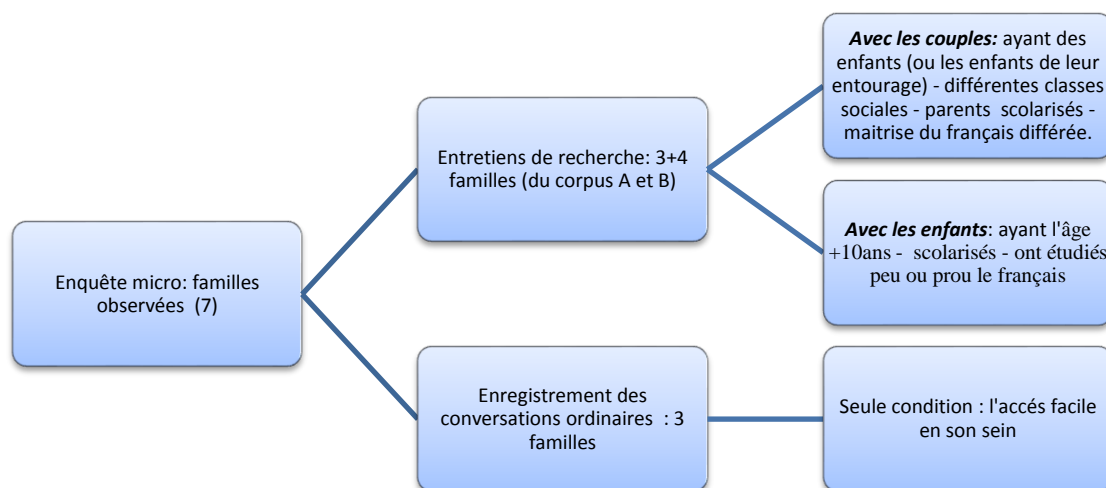 Avec les couples: ayant des
enfants (ou les enfants de leur
entourage) - différentes classes
sociales - parents scolarisés -
maitrise du français différée.
Entretiens de recherche: 3+4
familles (du corpus A et B)
Avec les enfants: ayant l'âge
+10ans - scolarisés - ont étudiés
peu ou prou le français
Enquête micro: familles
observées (7)
Enregistrement des
conversations ordinaires : 3
familles
Seule condition : l'accés facile
en son sein